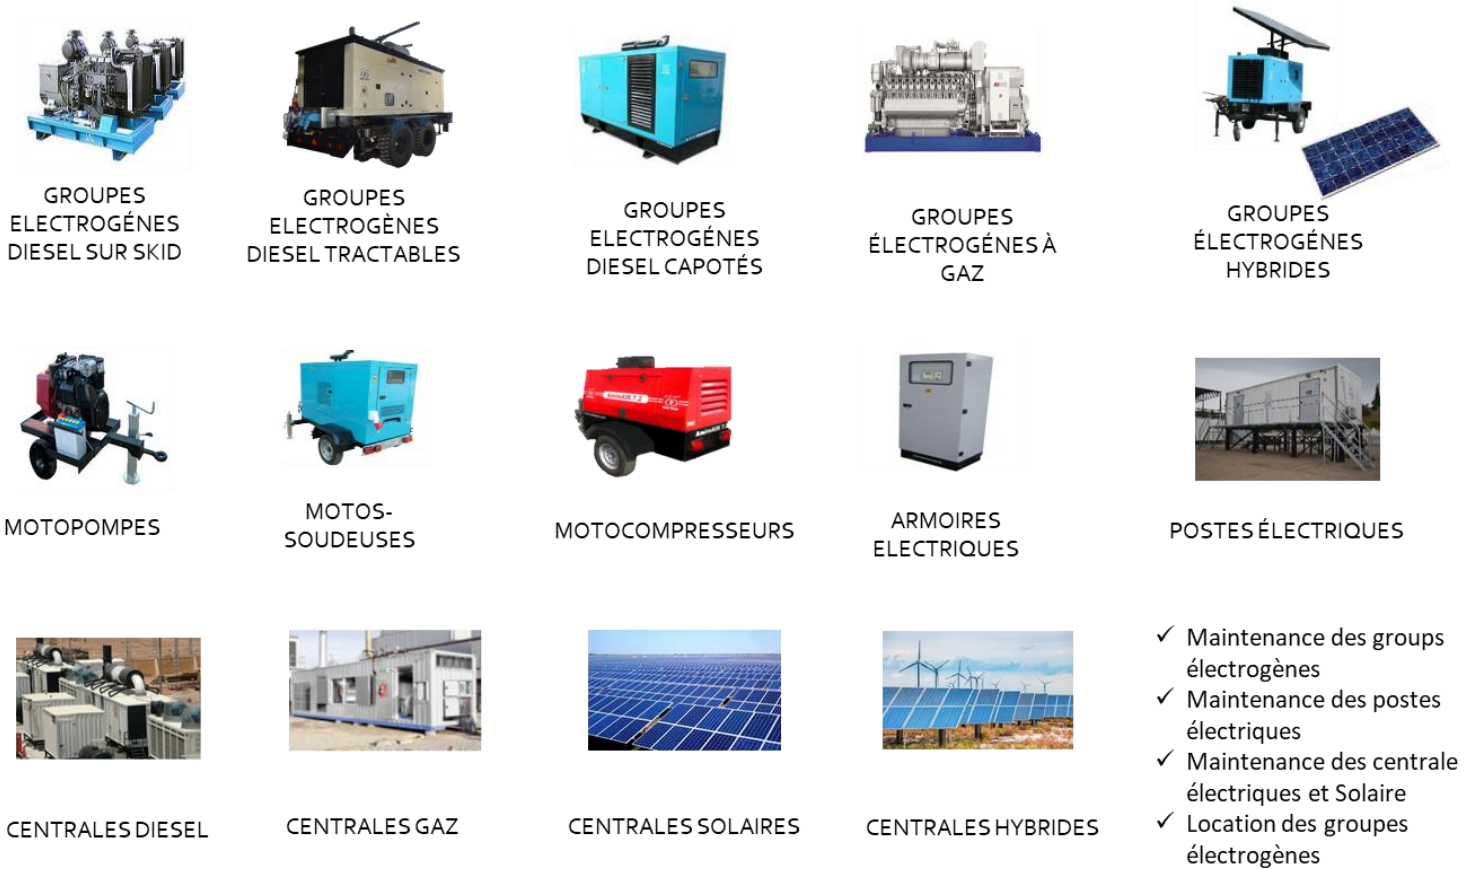 GROUPES
ELECTROGÉNES
DIESEL SUR SKID
GROUPES
ELECTROGÈNES
DIESEL TRACTABLES
GROUPES
ELECTROGÉNES
DIESEL CAPOTÉS
GROUPES
ÉLECTROGÉNES À
GAZ
GROUPES
ÉLECTROGÉNES
HYBRIDES
MOTOPOMPES
MOTOS-
SOUDEUSES
MOTOCOMPRESSEURS
ARMOIRES
ELECTRIQUES
POSTES ÉLECTRIQUES
CENTRALES DIESEL
CENTRALES GAZ
CENTRALES SOLAIRES
CENTRALES HYBRIDES
✓ Maintenance des groups
électrogènes
✓ Maintenance des postes
électriques
✓ Maintenance des centrale
électriques et Solaire
✓ Location des groupes
électrogènes